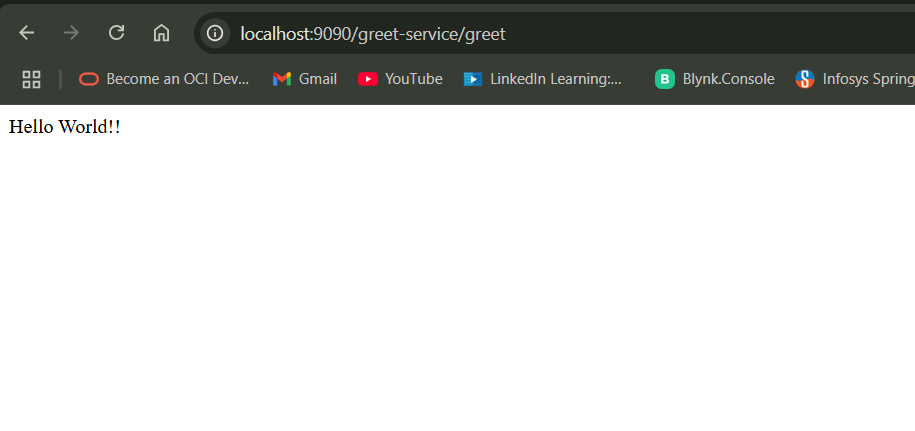 localhost:9090/greet-service/greet
Become an OCI Dev... Gmail YouTube LinkedIn Learning:... B Blynk.Console Infosys Spring
Hello World!!